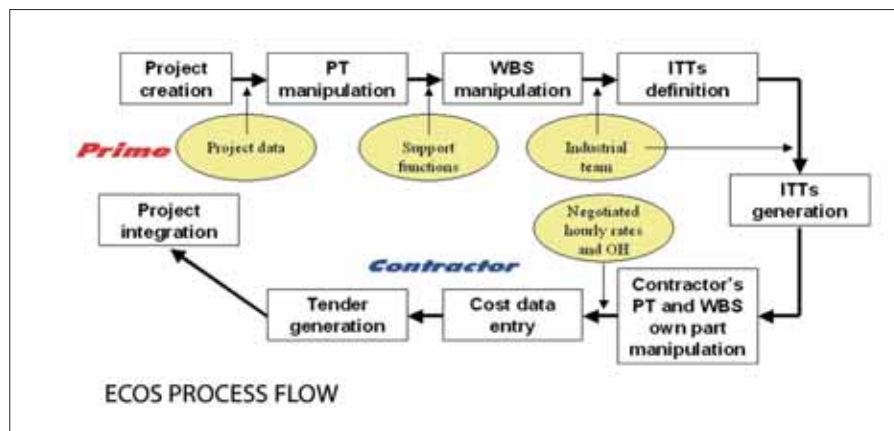 Project
creation
PT
manipulation
WBS
manipulation
ITTs
definition
Prime
Project data
Support
functions
Industrial
team
ITTs
generation
Project
integration
Negotiated
hourly rates
and OH
Contractor
Tender
generation
Cost data
entry
Contractor's
PT and WBS
own part
manipulation
ECOS PROCESS FLOW